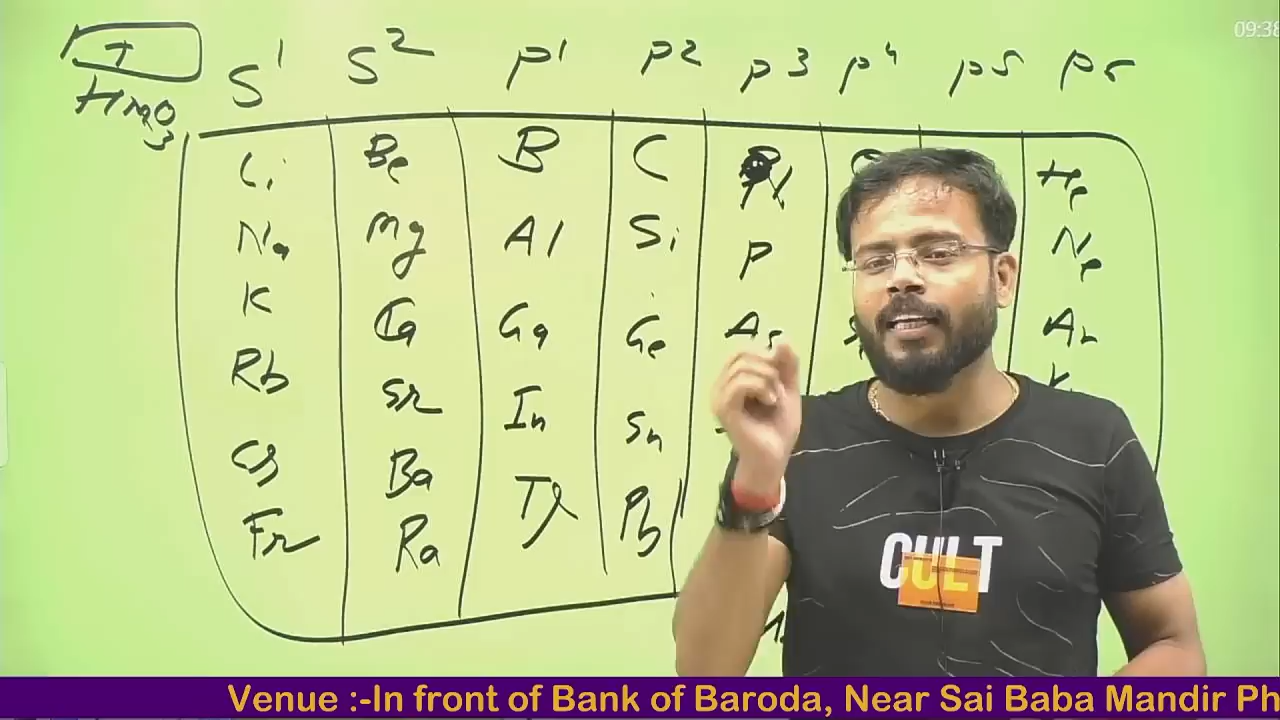 S1 S2 p1 p2 p3 p4 p5 p6
HNO3
Li Be B C He
Na Mg Al Si P Ne
K Ca Ga Ge As Ar
Rb Sr In Sn
Cs Ba Tl Pb
Fr Ra
CULT
09:38
Venue :-In front of Bank of Baroda, Near Sai Baba Mandir Ph